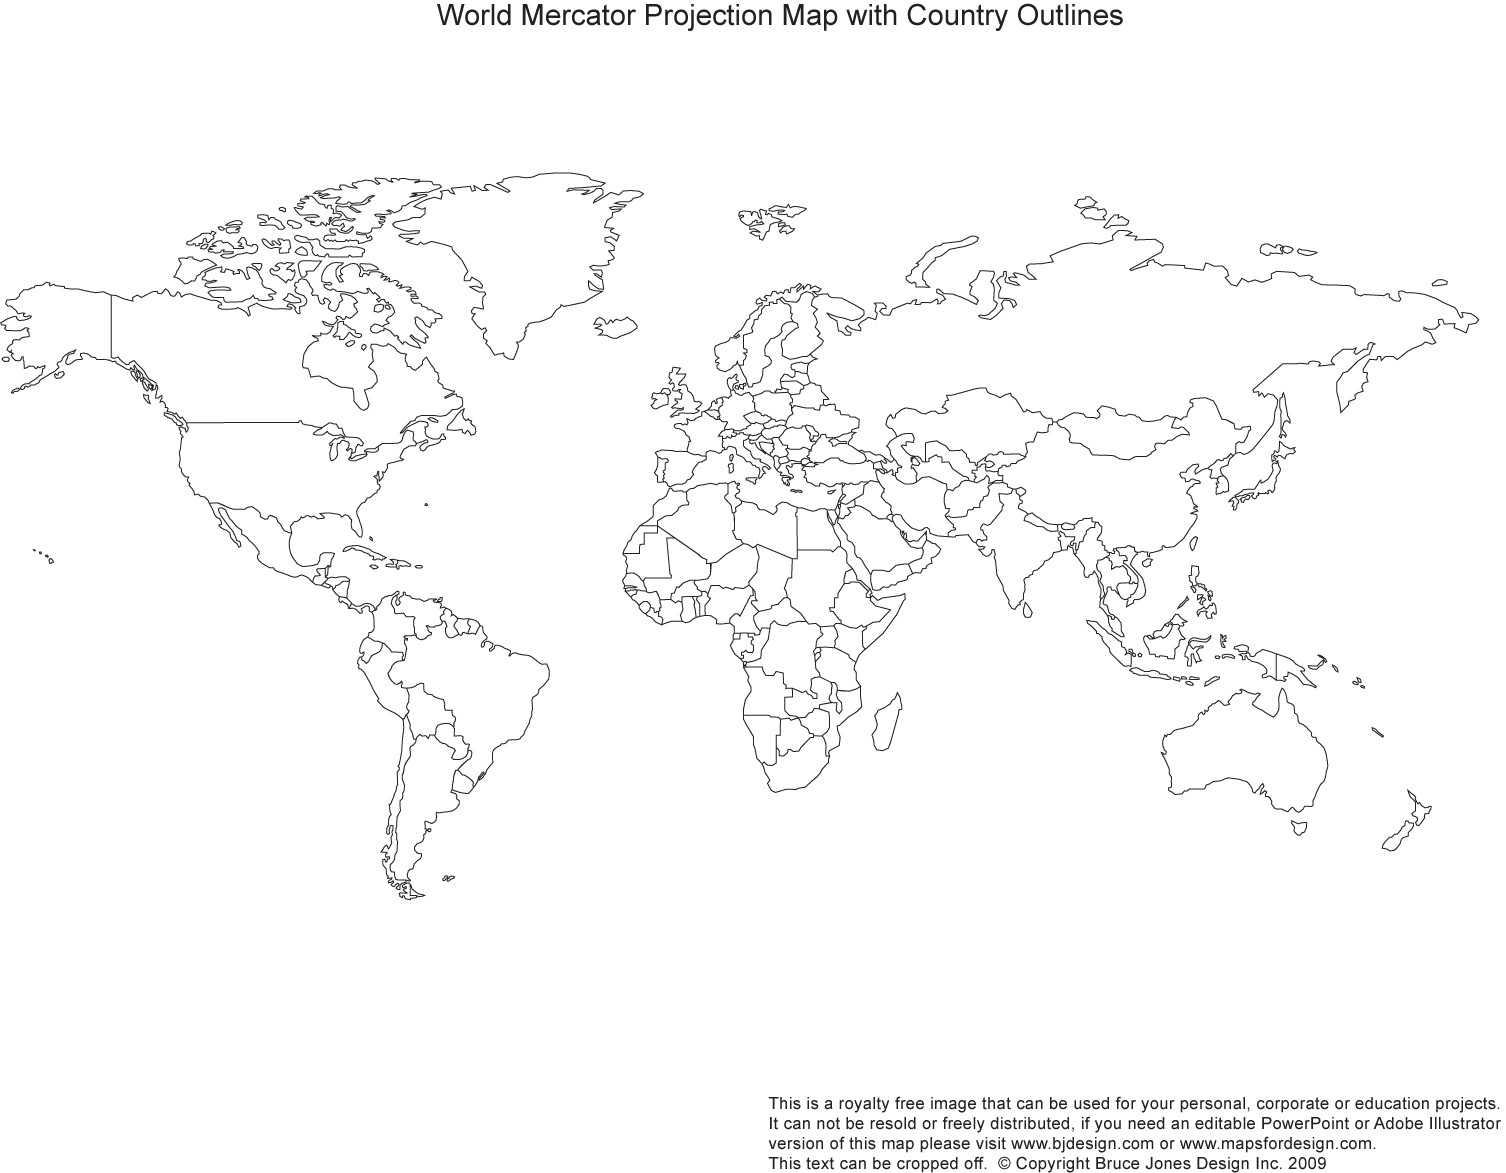 World Mercator Projection Map with Country Outlines
This is a royalty free image that can be used for your personal, corporate or education projects.
It can not be resold or freely distributed, if you need an editable PowerPoint or Adobe Illustrator
version of this map please visit www.bjdesign.com or www.mapsfordesign.com.
This text can be cropped off.  © Copyright Bruce Jones Design Inc. 2009